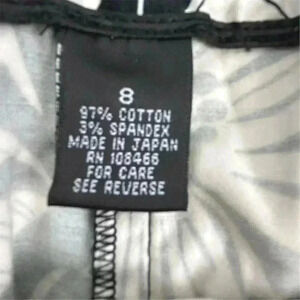 8
97% COTTON
3% SPANDEX
MADE IN JAPAN
RN 108466
FOR CARE
SEE REVERSE